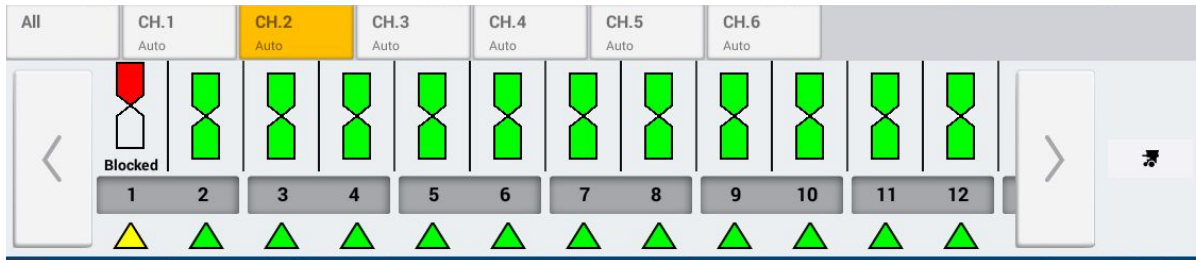 All CH.1 CH.2 CH.3 CH.4 CH.5 CH.6
Auto Auto Auto Auto Auto Auto
Blocked
1 2 3 4 5 6 7 8 9 10 11 12